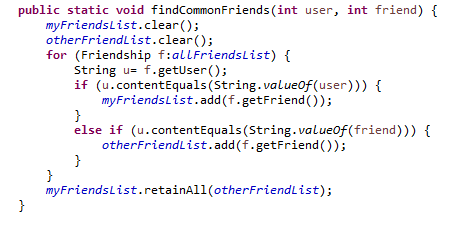 public static void findCommonFriends(int user, int friend) {
myFriendsList.clear();
otherFriendList.clear();
for (Friendship f:allFriendsList) {
String u= f.getUser();
if (u.contentEquals(String.valueOf(user))) {
myFriendsList.add(f.getFriend());
}
else if (u.contentEquals(String.valueOf(friend))) {
otherFriendList.add(f.getFriend());
}
}
myFriendsList.retainAll(otherFriendList);
}